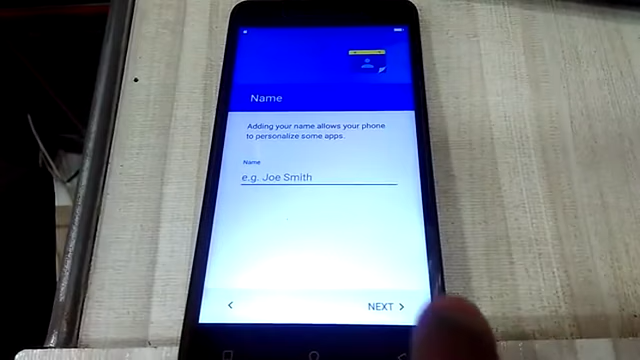 Name
Adding your name allows your phone
to personalize some apps.
Name
e.g. Joe Smith
NEXT